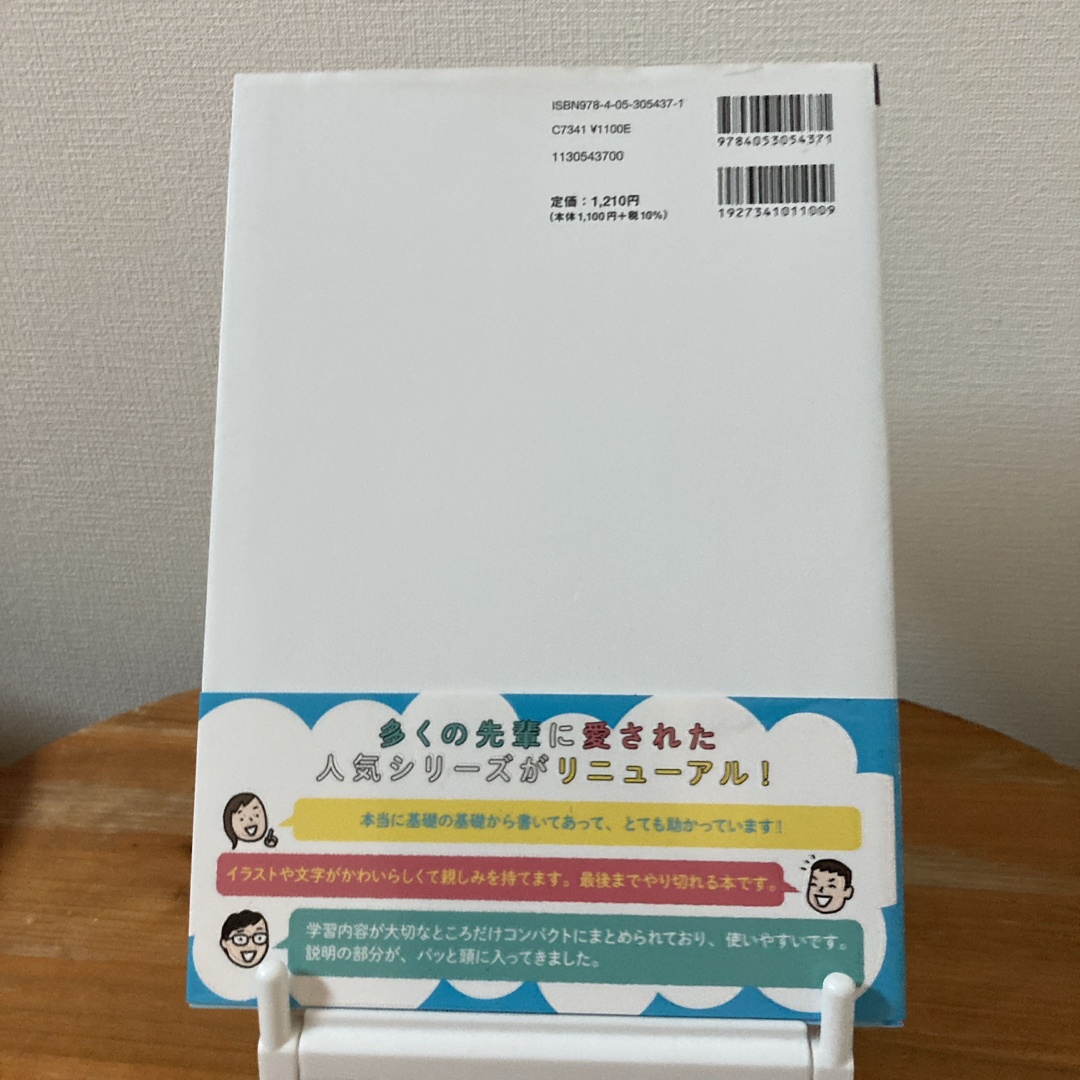 ISBN978-4-05-305437-1
C7341 ¥1100E
1130543700
定価：1,210円
（本体1,100円＋税10%）
9784053054371
1927341011009
多くの先輩に愛された
人気シリーズがリニューアル！
本当に基礎の基礎から書いてあって、とても助かっています！
イラストや文字がかわいらしくて親しみを持てます。最後までやり切れる本です。
学習内容が大切なところだけコンパクトにまとめられており、使いやすいです。
説明の部分が、パッと頭に入ってきました。